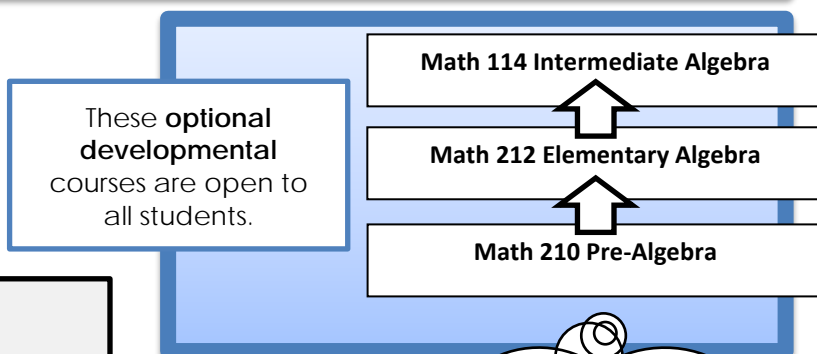 Math 114 Intermediate Algebra
These optional
developmental
courses are open to
all students.
Math 212 Elementary Algebra
Math 210 Pre-Algebra